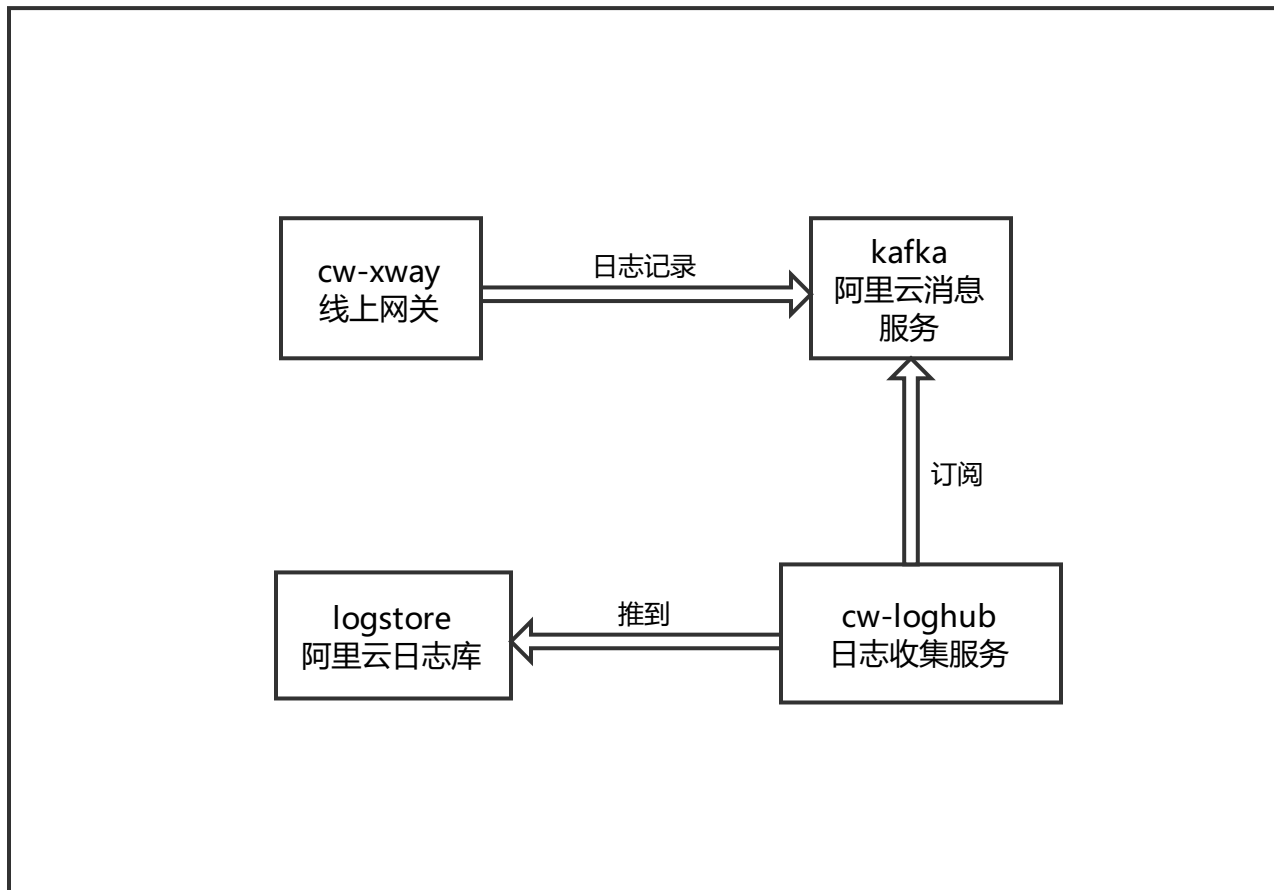 cw-xway
线上网关
日志记录
kafka
阿里云消息
服务
订阅
logstore
阿里云日志库
推到
cw-loghub
日志收集服务